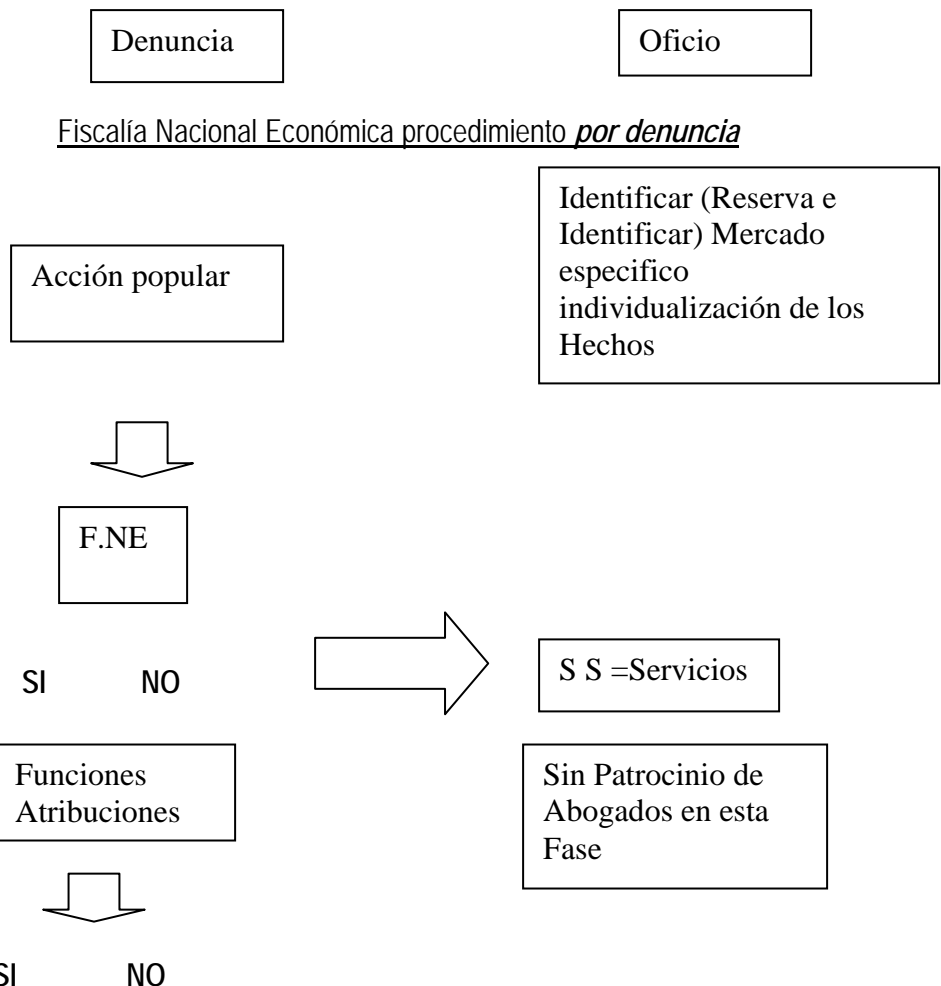 Denuncia
Oficio
Fiscalía Nacional Económica procedimiento por denuncia
Identificar (Reserva e
Identificar) Mercado
especifico
individualización de los
Hechos
Acción popular
F.NE
SI NO
S S =Servicios
Funciones
Atribuciones
Sin Patrocinio de
Abogados en esta
Fase
SI NO